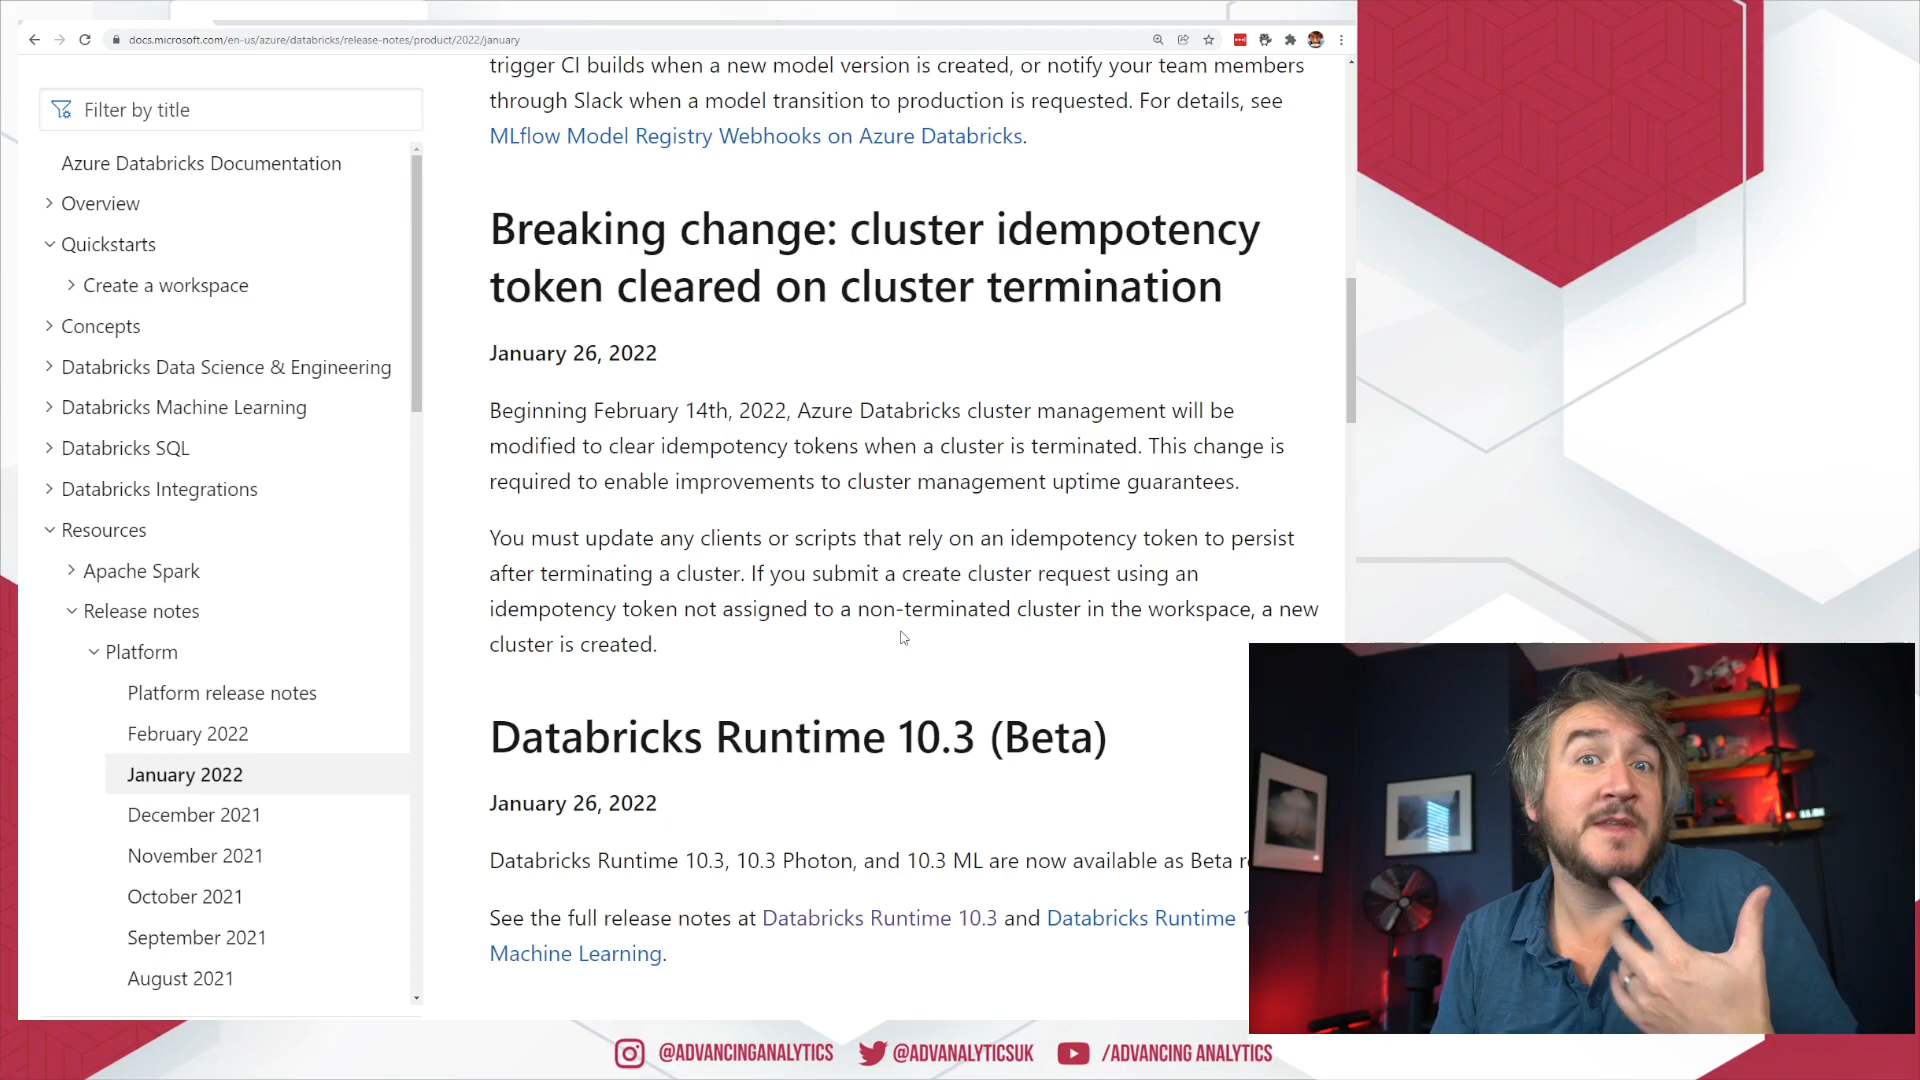 docs.microsoft.com/en-us/azure/databricks/release-notes/product/2022/january
Filter by title
Azure Databricks Documentation
Overview
Quickstarts
Create a workspace
Concepts
Databricks Data Science & Engineering
Databricks Machine Learning
Databricks SQL
Databricks Integrations
Resources
Apache Spark
Release notes
Platform
Platform release notes
February 2022
January 2022
December 2021
November 2021
October 2021
September 2021
August 2021
trigger CI builds when a new model version is created, or notify your team members
through Slack when a model transition to production is requested. For details, see
MLflow Model Registry Webhooks on Azure Databricks.
Breaking change: cluster idempotency
token cleared on cluster termination
January 26, 2022
Beginning February 14th, 2022, Azure Databricks cluster management will be
modified to clear idempotency tokens when a cluster is terminated. This change is
required to enable improvements to cluster management uptime guarantees.
You must update any clients or scripts that rely on an idempotency token to persist
after terminating a cluster. If you submit a create cluster request using an
idempotency token not assigned to a non-terminated cluster in the workspace, a new
cluster is created.
Databricks Runtime 10.3 (Beta)
January 26, 2022
Databricks Runtime 10.3, 10.3 Photon, and 10.3 ML are now available as Beta
See the full release notes at Databricks Runtime 10.3 and Databricks Runtime
Machine Learning.
@ADVANCINGANALYTICS @ADVANALYTICSUK /ADVANCING ANALYTICS